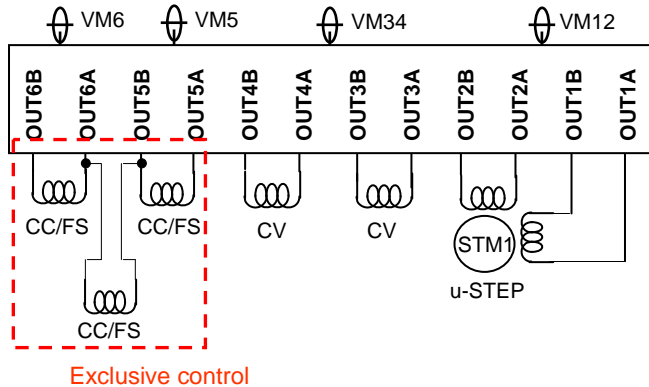 VM6 VM5 VM34 VM12
OUT6B OUT6A OUT5B OUT5A OUT4B OUT4A OUT3B OUT3A OUT2B OUT2A OUT1B OUT1A
CC/FS CC/FS CV CV STM1
u-STEP
CC/FS
Exclusive control